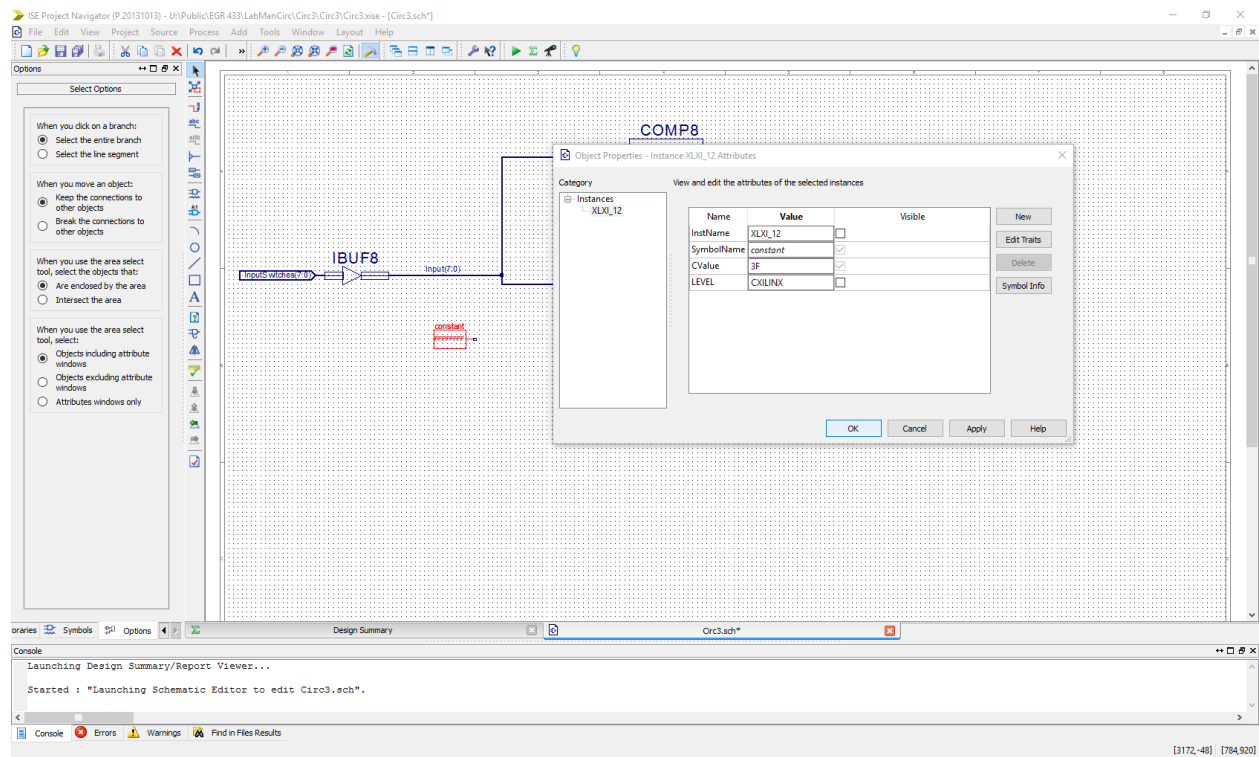 ISE Project Navigator (P.20131013) - U:\Public\EGR 433\LabManCirc\Circ3\Circ3\Circ3.xise - [Circ3.sch*]
File Edit View Project Source Process Add Tools Window Layout Help
Options
Select Options
When you click on a branch:
Select the entire branch
Select the line segment
When you move an object:
Keep the connections to
other objects
Break the connections to
other objects
When you use the area select
tool, select the objects that:
Are enclosed by the area
Intersect the area
When you use the area select
tool, select:
Objects including attribute
windows
Objects excluding attribute
windows
Attributes windows only
COMP8
IBUF8
InputSwitches(7:0)
Input(7:0)
constant
FFFFFFFF
Object Properties - Instance XLXI_12 Attributes
Category
View and edit the attributes of the selected instances
Instances
XLXI_12
Name Value Visible
InstName XLXI_12
SymbolName constant
CValue 3F
LEVEL CXILINX
New
Edit Traits
Delete
Symbol Info
OK Cancel Apply Help
oraries Symbols Options
Design Summary
Circ3.sch*
Console
Launching Design Summary/Report Viewer...
Started : "Launching Schematic Editor to edit Circ3.sch".
Console Errors Warnings Find in Files Results
[3172,-48] [784,920]